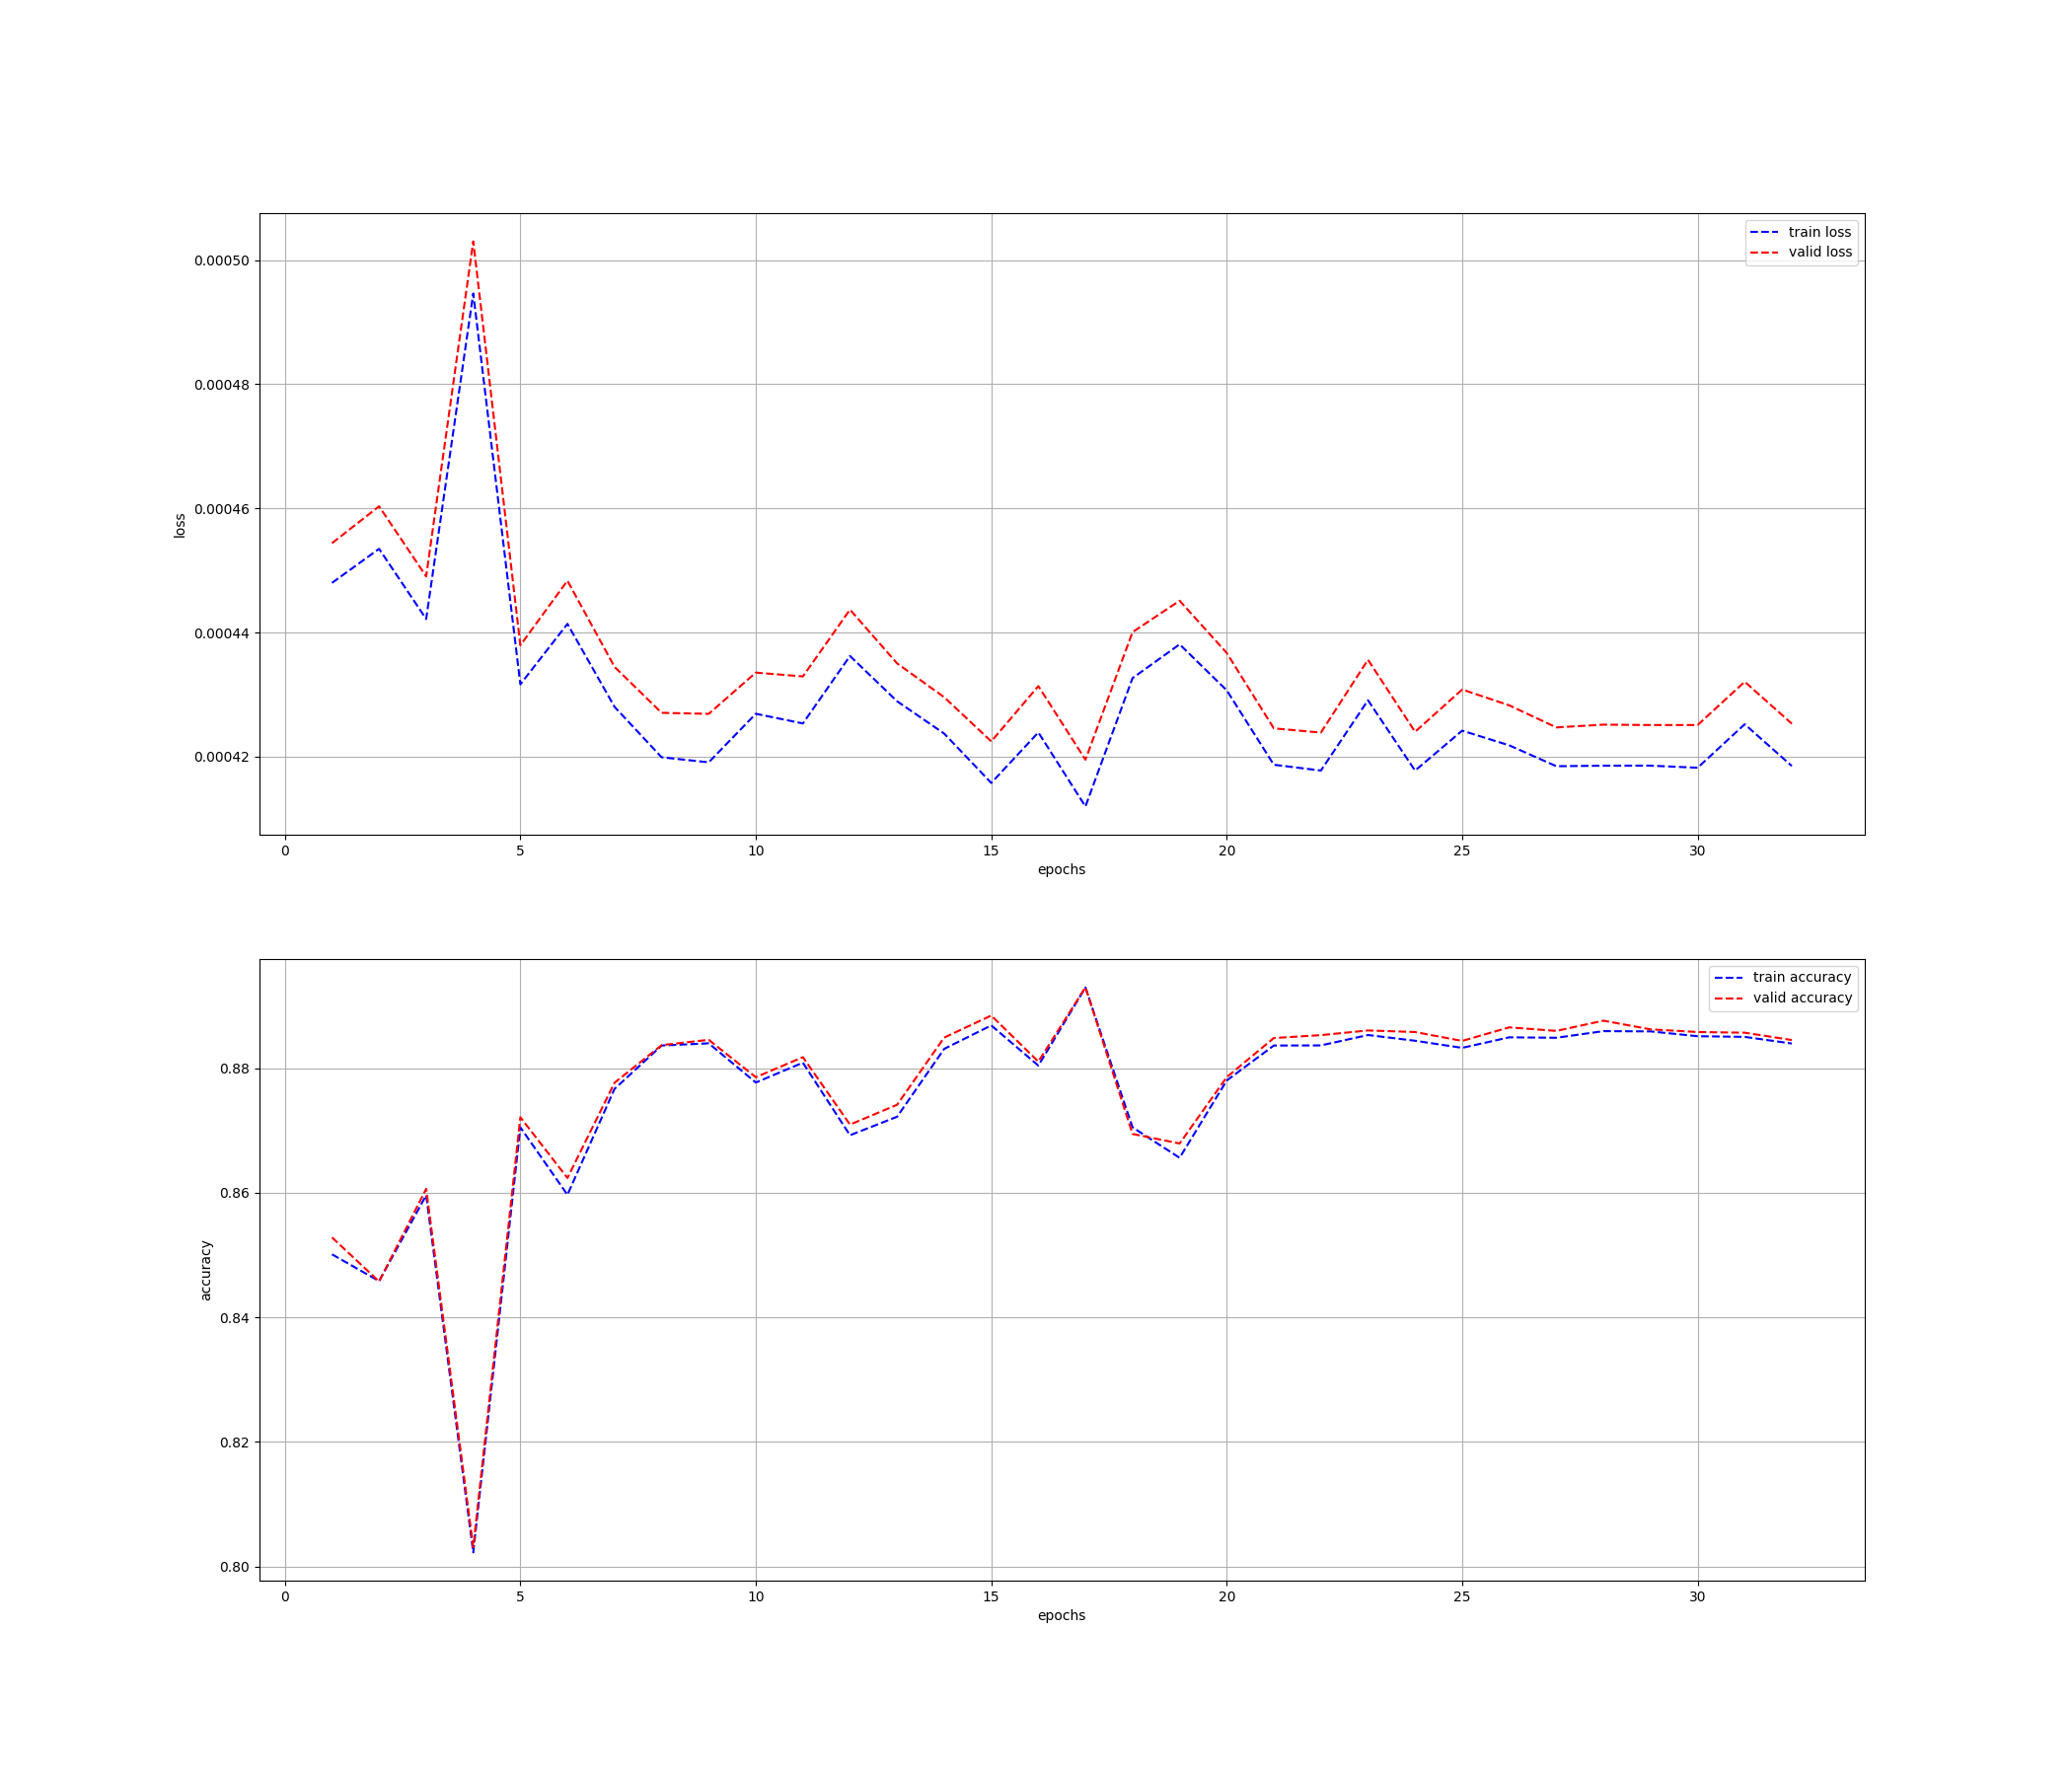 train loss
valid loss
0.00050
0.00048
0.00046
0.00044
0.00042
loss
0 5 10 15 20 25 30
epochs
train accuracy
valid accuracy
0.88
0.86
0.84
0.82
0.80
accuracy
0 5 10 15 20 25 30
epochs